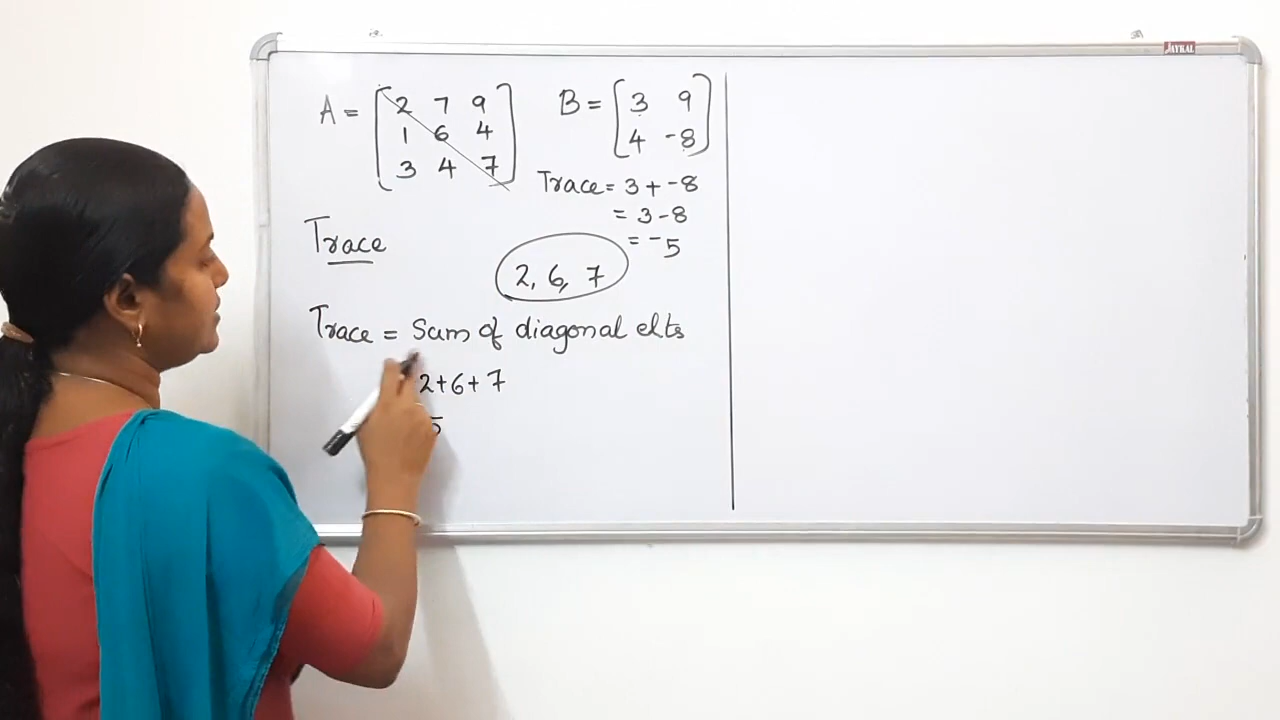 A = [2 7 9
1 6 4
3 4 7]
B = [3 9
4 -8]
Trace = 3 + -8
= 3 - 8
= -5
Trace
2, 6, 7
Trace = Sum of diagonal elts
2+6+7
5
JAYKAL